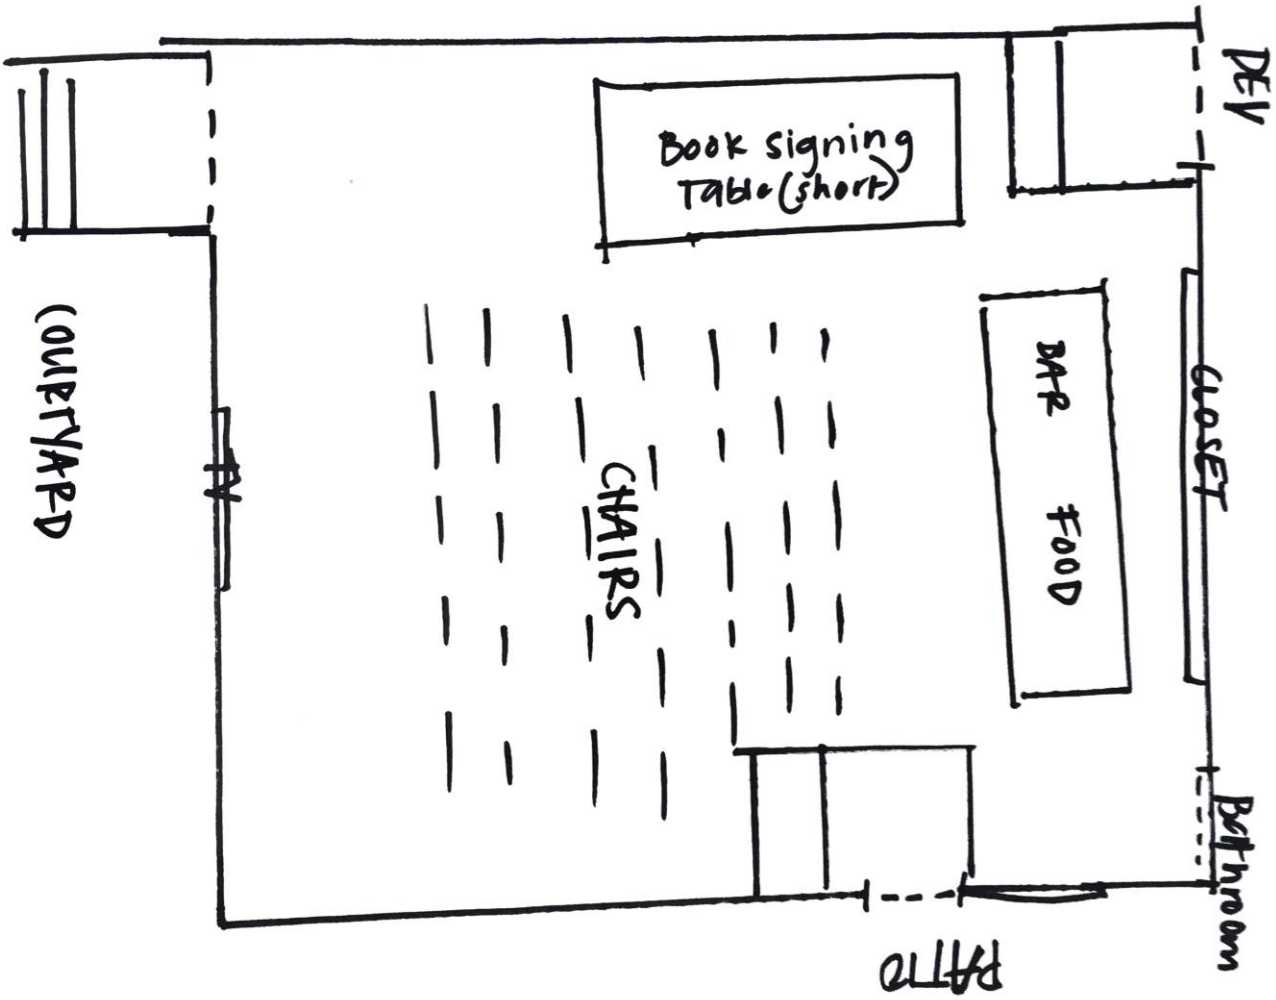 DEV
Book signing
Table (short)
COURTYARD
TV
CHAIRS
BAR
FOOD
CLOSET
Bathroom
PATIO